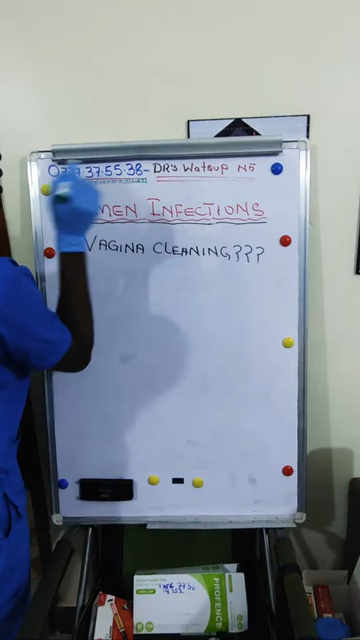 37-55-38- DR's Watsup No
MEN INFECTIONS
VAGINA CLEANING???
PROFENCE